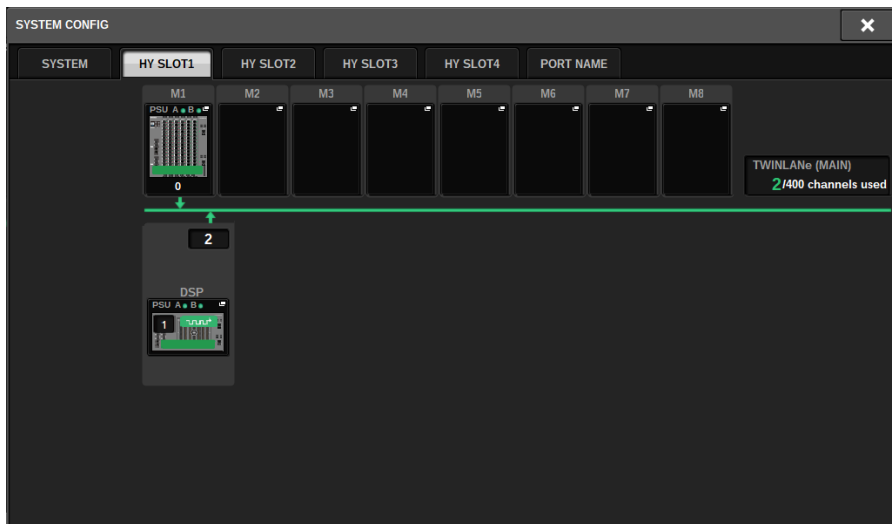 SYSTEM CONFIG
SYSTEM HY SLOT1 HY SLOT2 HY SLOT3 HY SLOT4 PORT NAME
M1 M2 M3 M4 M5 M6 M7 M8
PSU A B
0
TWINLANe (MAIN)
2/400 channels used
2
DSP
PSU A B
1